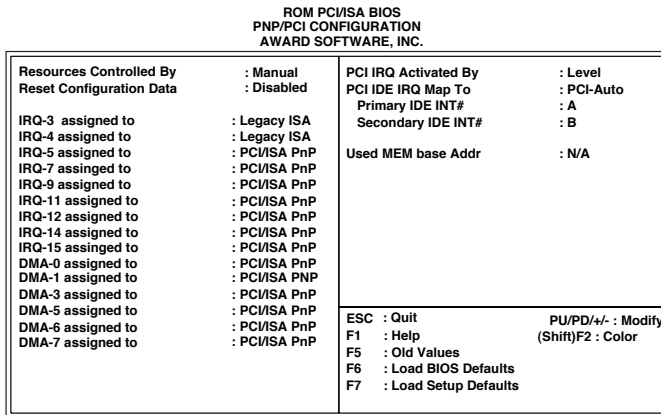 ROM PCI/ISA BIOS
PNP/PCI CONFIGURATION
AWARD SOFTWARE, INC.
Resources Controlled By : Manual
Reset Configuration Data : Disabled
IRQ-3 assigned to : Legacy ISA
IRQ-4 assigned to : Legacy ISA
IRQ-5 assigned to : PCI/ISA PnP
IRQ-7 assinged to : PCI/ISA PnP
IRQ-9 assigned to : PCI/ISA PnP
IRQ-11 assigned to : PCI/ISA PnP
IRQ-12 assigned to : PCI/ISA PnP
IRQ-14 assigned to : PCI/ISA PnP
IRQ-15 asinged to : PCI/ISA PnP
DMA-0 assigned to : PCI/ISA PnP
DMA-1 assigned to : PCI/ISA PNP
DMA-3 assigned to : PCI/ISA PnP
DMA-5 assigned to : PCI/ISA PnP
DMA-6 assigned to : PCI/ISA PnP
DMA-7 assigned to : PCI/ISA PnP
PCI IRQ Activated By : Level
PCI IDE IRQ Map To : PCI-Auto
Primary IDE INT# : A
Secondary IDE INT# : B
Used MEM base Addr : N/A
ESC : Quit PU/PD/+/- : Modify
F1 : Help (Shift)F2 : Color
F5 : Old Values
F6 : Load BIOS Defaults
F7 : Load Setup Defaults